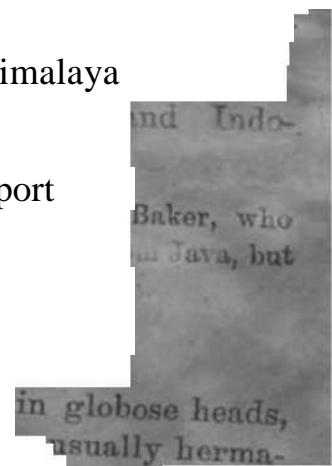 imalaya
and Indo-
port
Baker, who
Java, but
in globose heads,
usually herma-